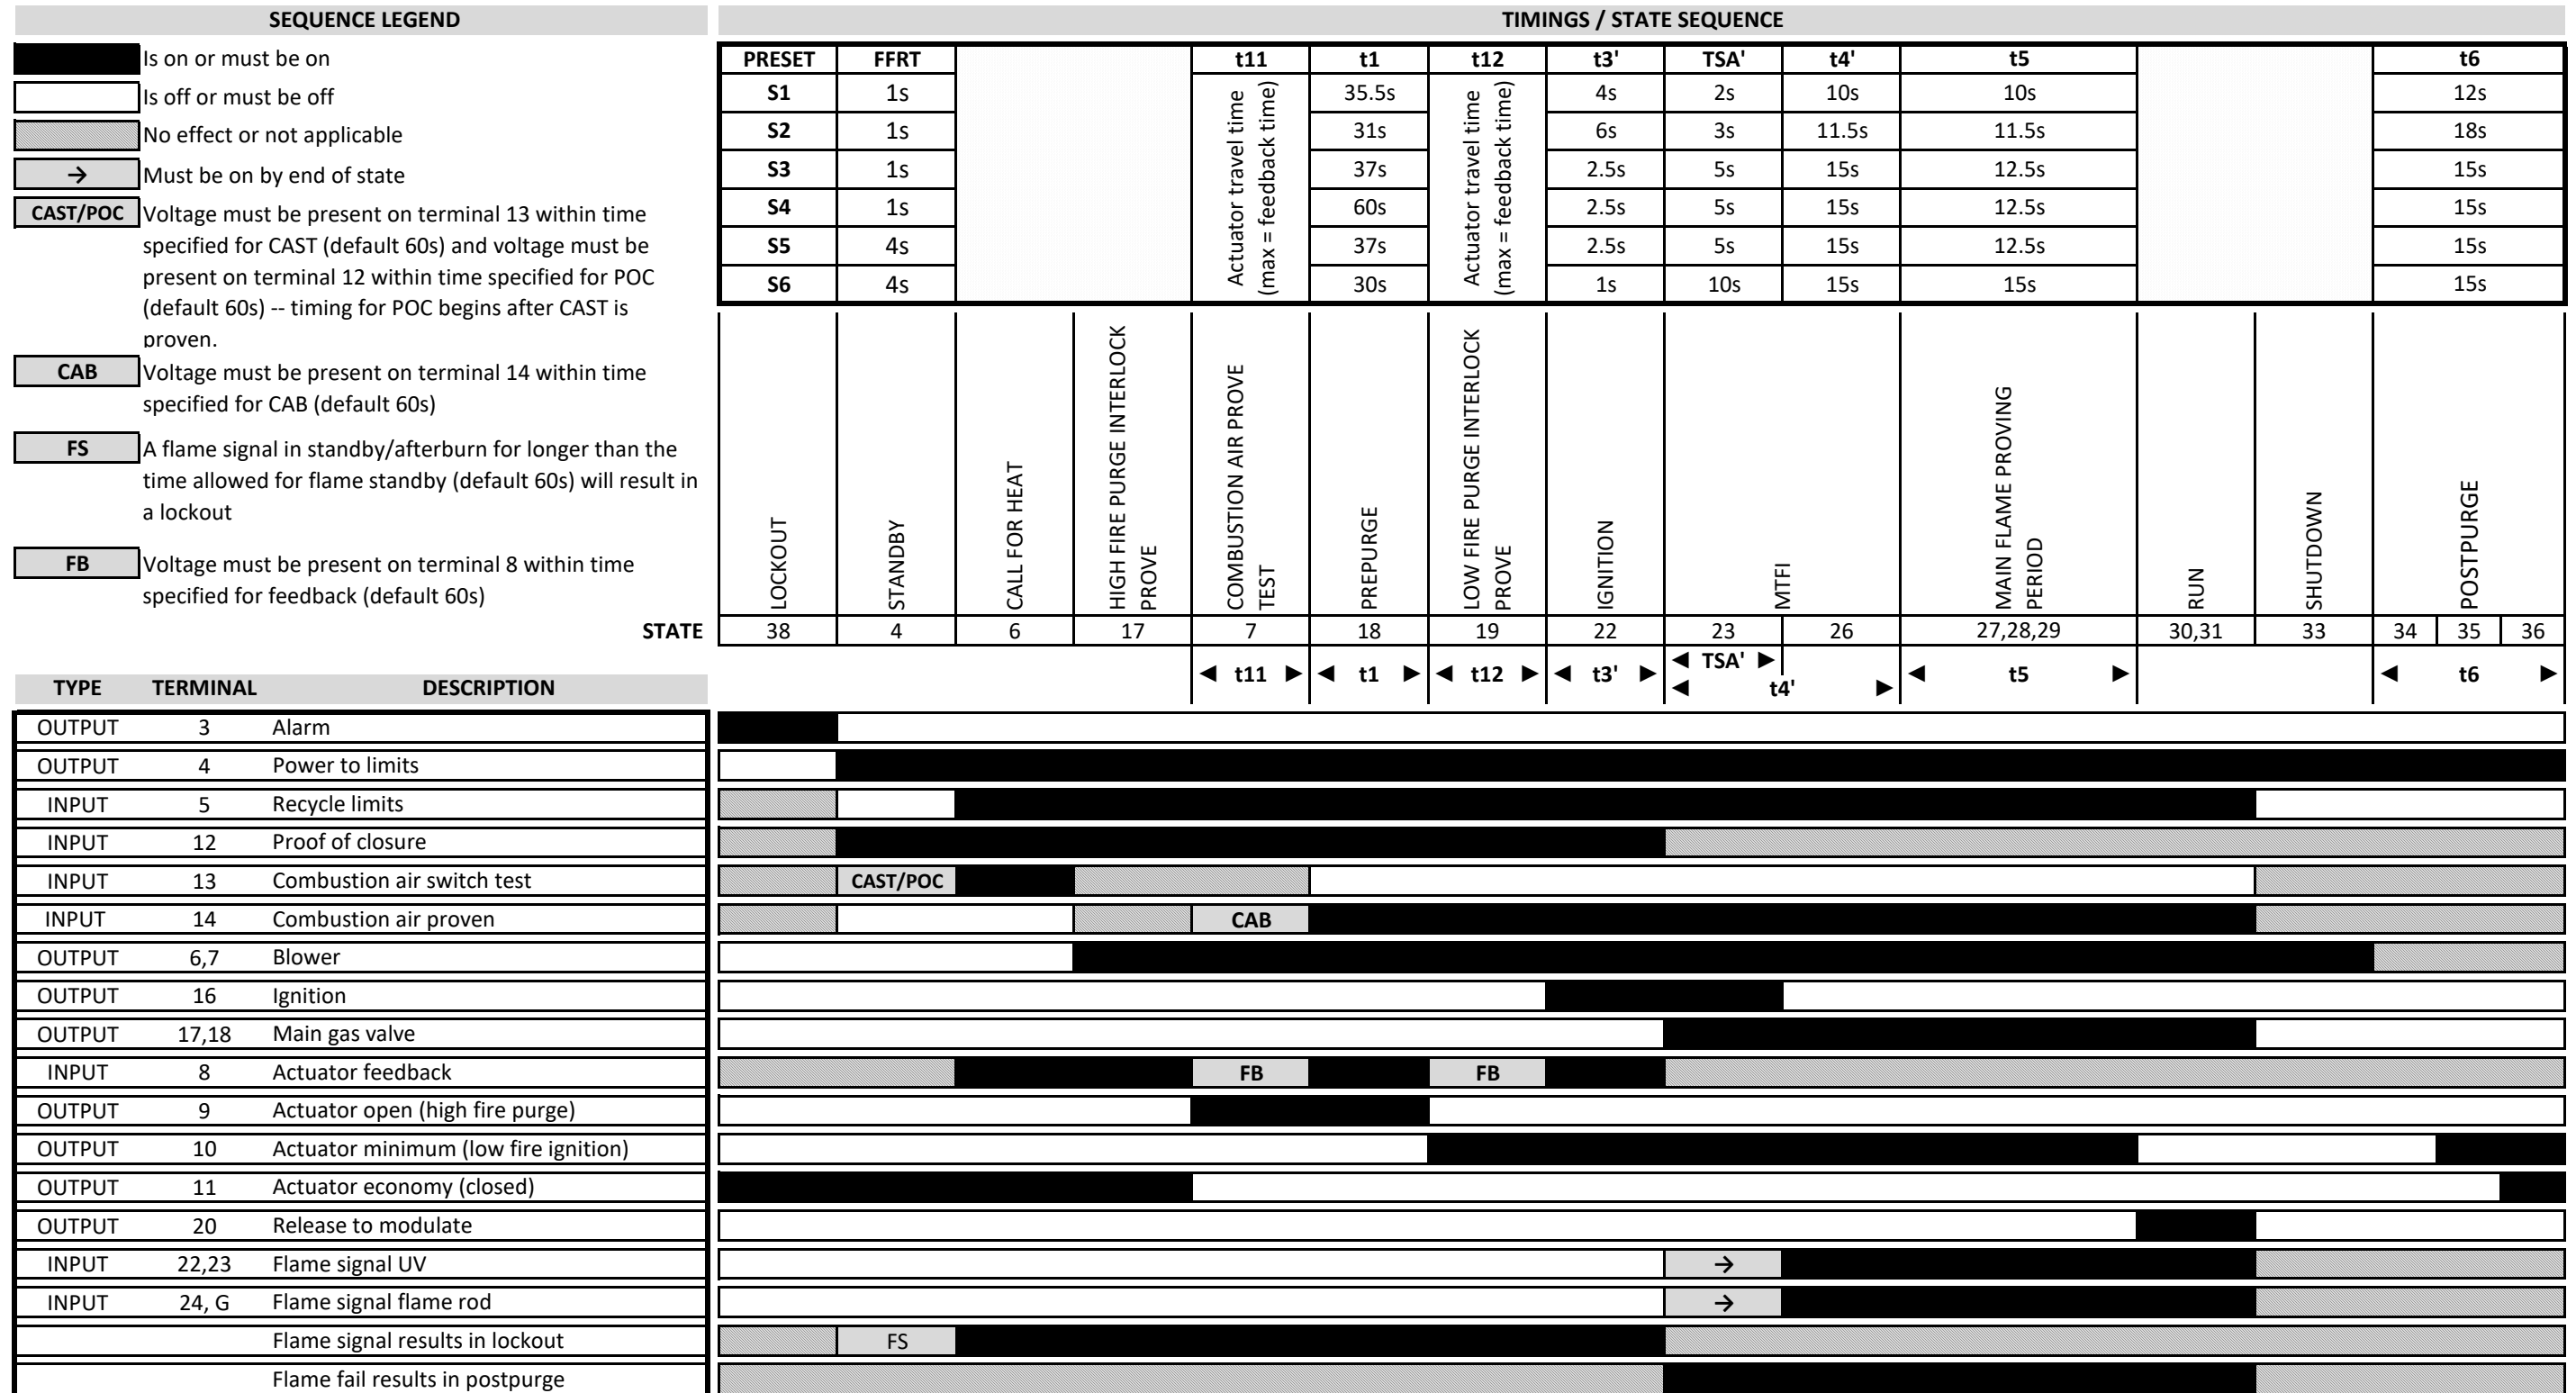 SEQUENCE LEGEND
Is on or must be on
Is off or must be off
No effect or not applicable
→ Must be on by end of state
CAST/POC Voltage must be present on terminal 13 within time
specified for CAST (default 60s) and voltage must be
present on terminal 12 within time specified for POC
(default 60s) -- timing for POC begins after CAST is
proven.
CAB Voltage must be present on terminal 14 within time
specified for CAB (default 60s)
FS A flame signal in standby/afterburn for longer than the
time allowed for flame standby (default 60s) will result in
a lockout
FB Voltage must be present on terminal 8 within time
specified for feedback (default 60s)
TIMINGS / STATE SEQUENCE
PRESET FFRT t11 t1 t12 t3' TSA' t4' t5 t6
S1 1s 35.5s 4s 2s 10s 10s 12s
S2 1s 31s 6s 3s 11.5s 11.5s 18s
S3 1s 37s 2.5s 5s 15s 12.5s 15s
S4 1s 60s 2.5s 5s 15s 12.5s 15s
S5 4s 37s 2.5s 5s 15s 12.5s 15s
S6 4s 30s 1s 10s 15s 15s 15s
Actuator travel time
(max = feedback time)
Actuator travel time
(max = feedback time)
LOCKOUT
STANDBY
CALL FOR HEAT
HIGH FIRE PURGE INTERLOCK
PROVE
COMBUSTION AIR PROVE
TEST
PREPURGE
LOW FIRE PURGE INTERLOCK
PROVE
IGNITION
MTFI
MAIN FLAME PROVING
PERIOD
RUN
SHUTDOWN
POSTPURGE
STATE 38 4 6 17 7 18 19 22 23 26 27,28,29 30,31 33 34 35 36
◄ t11 ► ◄ t1 ► ◄ t12 ► ◄ t3' ► ◄ TSA' ► ◄ t5 ► ◄ t6 ►
◄ t4' ►
TYPE TERMINAL DESCRIPTION
OUTPUT 3 Alarm
OUTPUT 4 Power to limits
INPUT 5 Recycle limits
INPUT 12 Proof of closure
INPUT 13 Combustion air switch test CAST/POC
INPUT 14 Combustion air proven CAB
OUTPUT 6,7 Blower
OUTPUT 16 Ignition
OUTPUT 17,18 Main gas valve
INPUT 8 Actuator feedback FB FB
OUTPUT 9 Actuator open (high fire purge)
OUTPUT 10 Actuator minimum (low fire ignition)
OUTPUT 11 Actuator economy (closed)
OUTPUT 20 Release to modulate
INPUT 22,23 Flame signal UV →
INPUT 24, G Flame signal flame rod →
Flame signal results in lockout FS
Flame fail results in postpurge